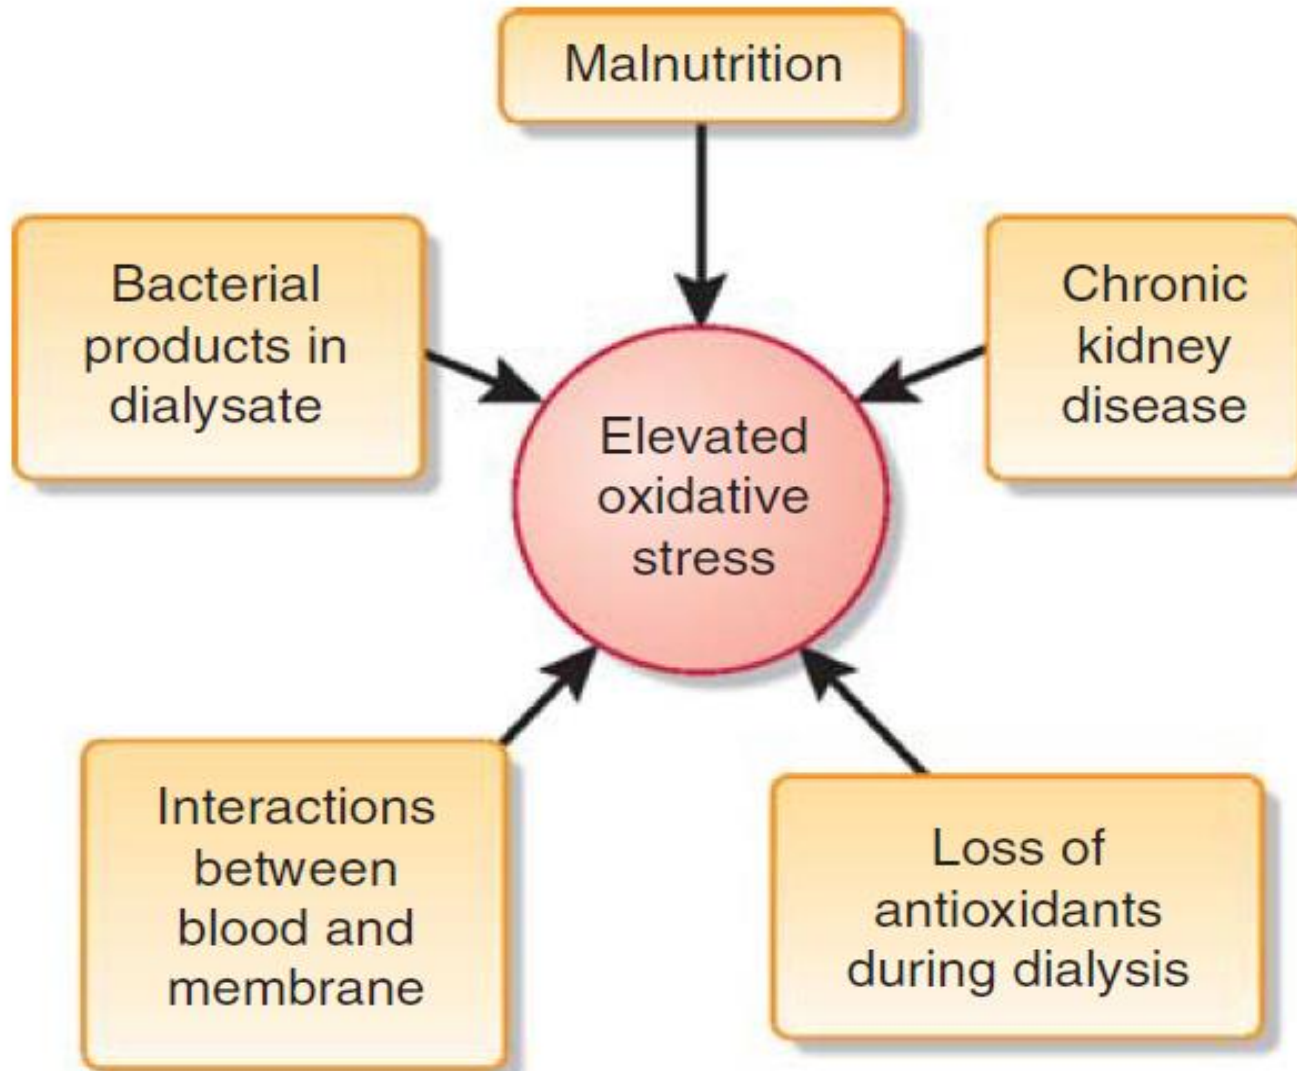 Malnutrition
Bacterial
products in
dialysate
Chronic
kidney
disease
Elevated
oxidative
stress
Interactions
between
blood and
membrane
Loss of
antioxidants
during dialysis